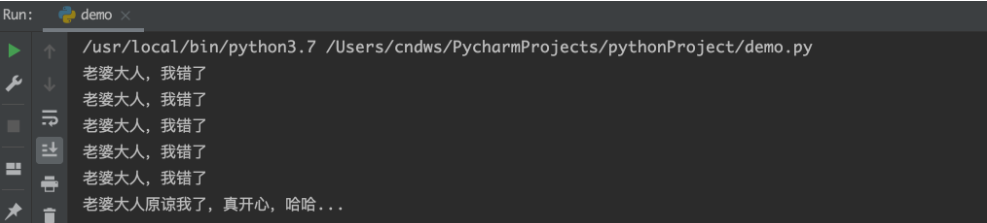 Run:
demo
/usr/local/bin/python3.7 /Users/cndws/PycharmProjects/pythonProject/demo.py
老婆大人，我错了
老婆大人，我错了
老婆大人，我错了
老婆大人，我错了
老婆大人，我错了
老婆大人原谅我了，真开心，哈哈...